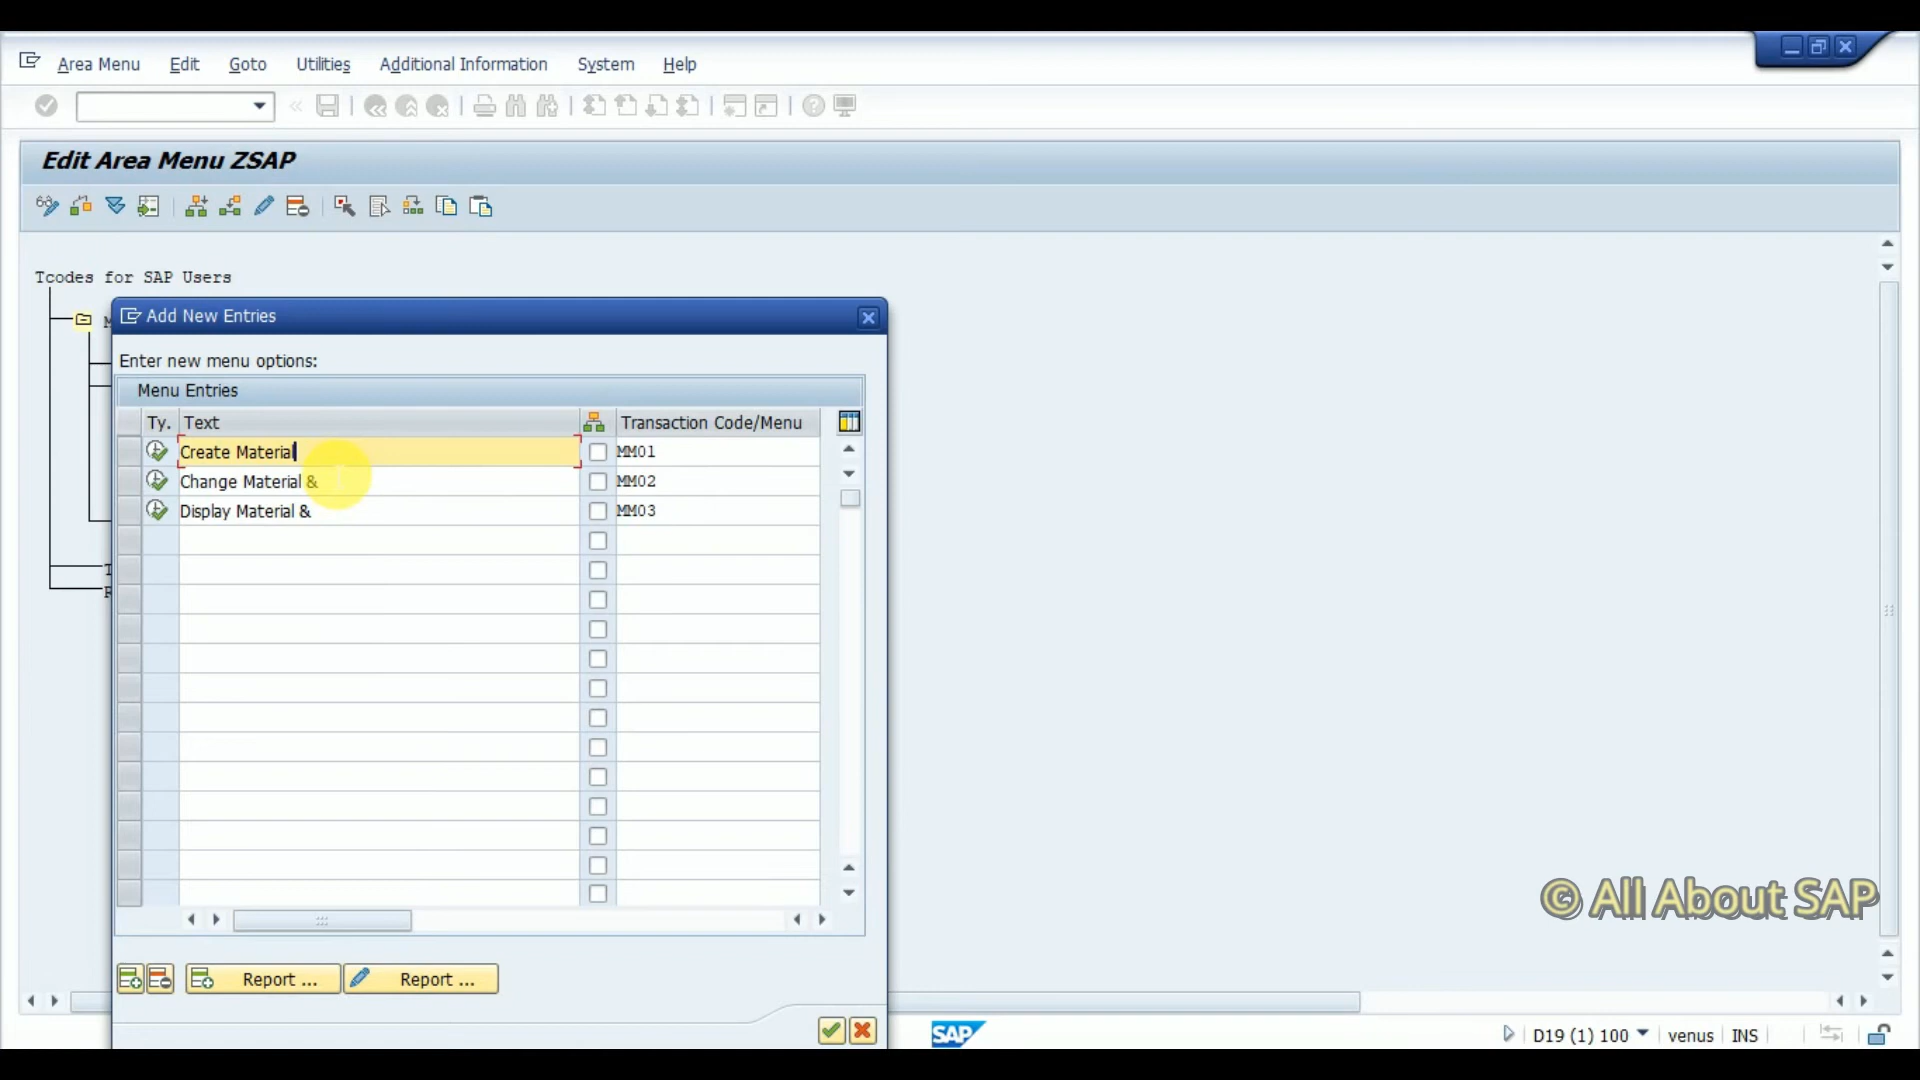 Area Menu Edit Goto Utilities Additional Information System Help
Edit Area Menu ZSAP
Tcodes for SAP Users
Add New Entries
Enter new menu options:
Menu Entries
Ty. Text Transaction Code/Menu
Create Material MM01
Change Material & MM02
Display Material & MM03
Report ... Report ...
© All About SAP
SAP D19 (1) 100 venus INS